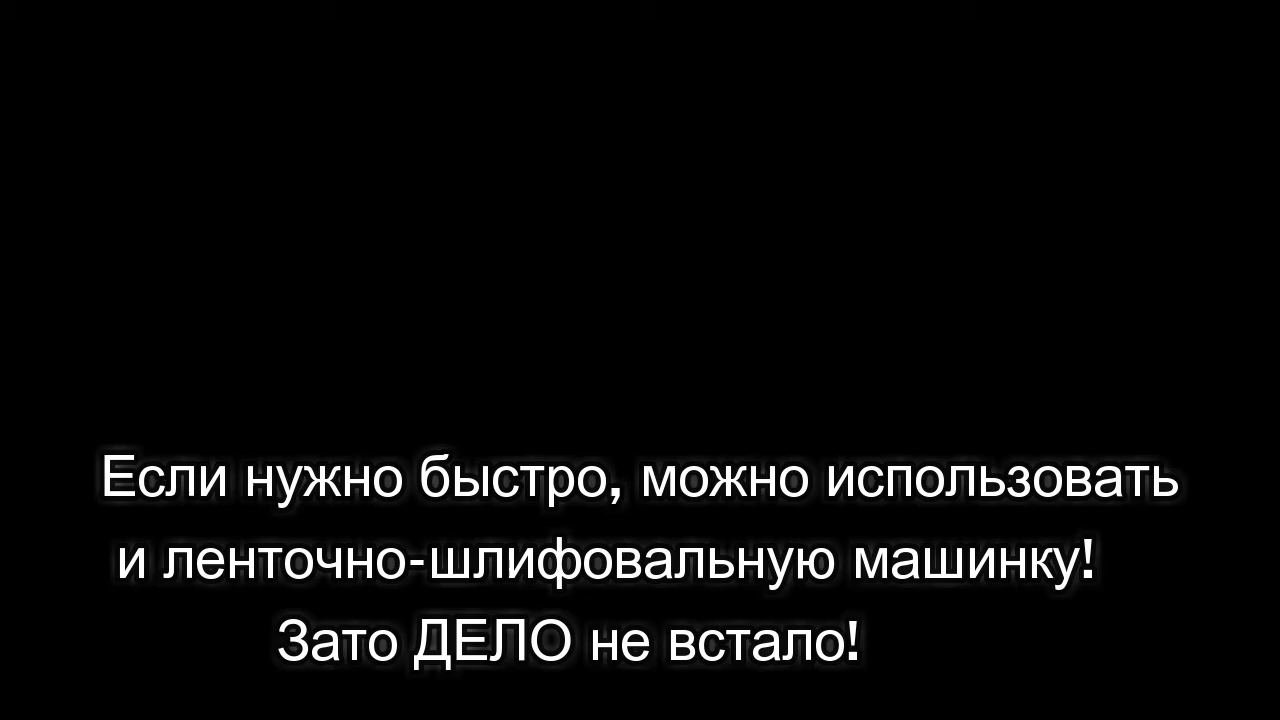 Если нужно быстро, можно использовать
и ленточно-шлифовальную машинку!
Зато ДЕЛО не встало!